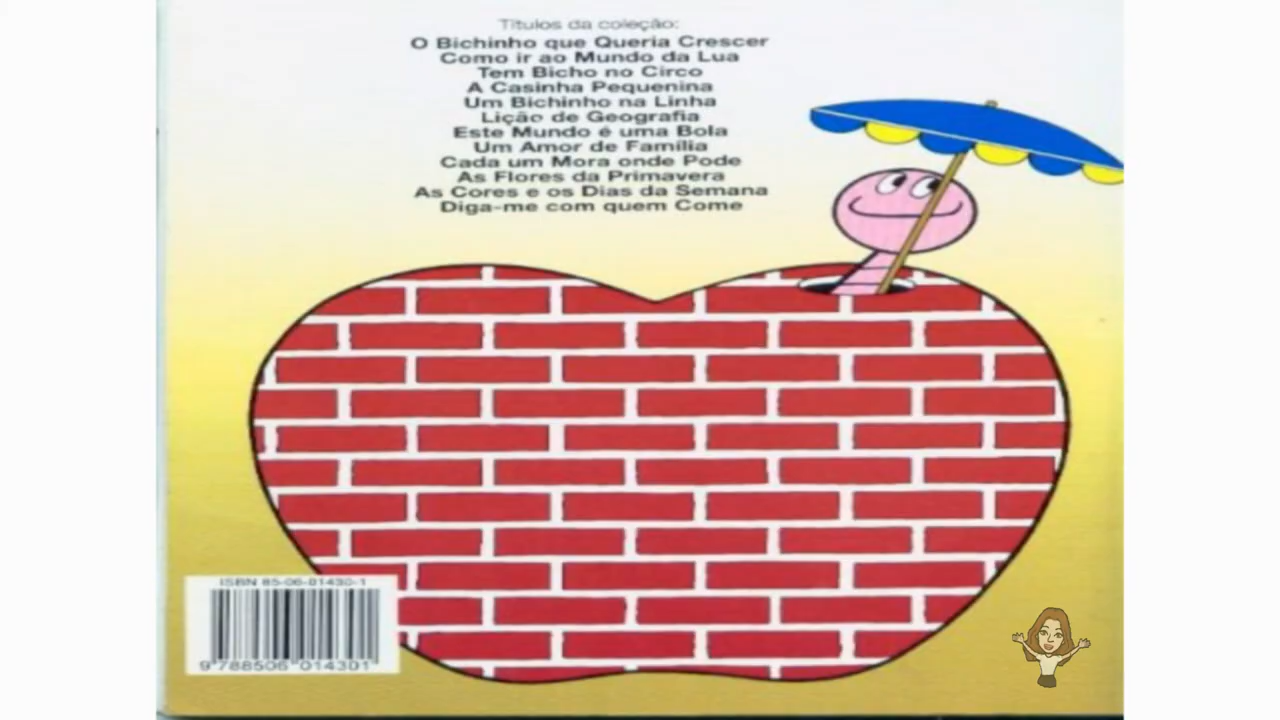 Títulos da coleção:
O Bichinho que Queria Crescer
Como ir ao Mundo da Lua
Tem Bicho no Circo
A Casinha Pequenina
Um Bichinho na Linha
Lição de Geografia
Este Mundo é uma Bola
Um Amor de Família
Cada um Mora onde Pode
As Flores da Primavera
As Cores e os Dias da Semana
Diga-me com quem Come
ISBN 85-06-01430-1
9 788506 014301